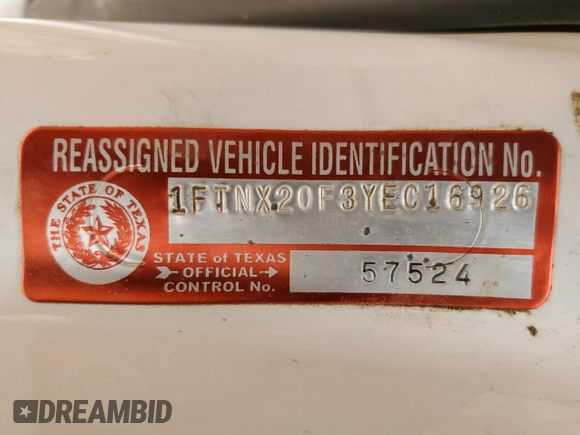 REASSIGNED VEHICLE IDENTIFICATION No.
1FTNX20F3YEC16926
THE STATE OF TEXAS
STATE of TEXAS
OFFICIAL
CONTROL No.
57524
DREAMBID